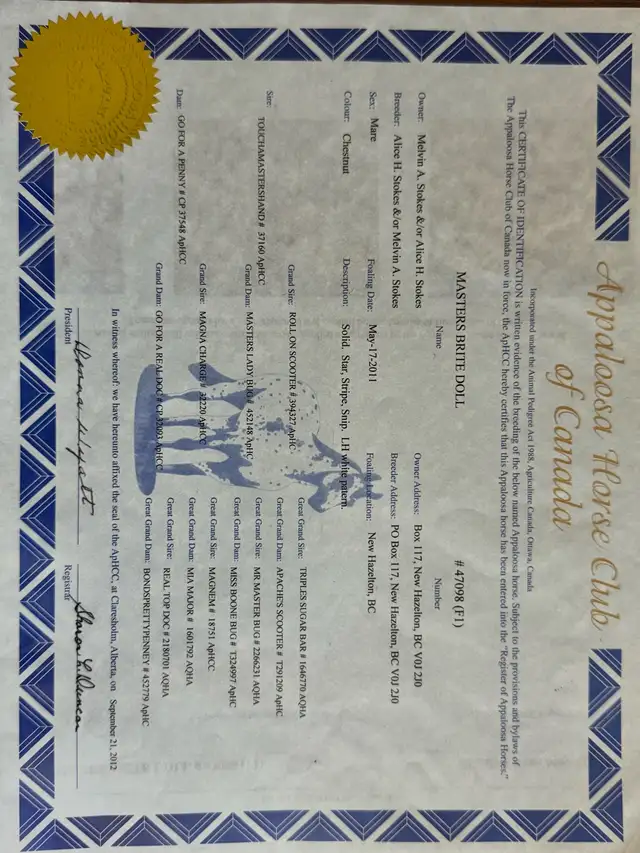 Appaloosa Horse Club
of Canada
Incorporated under the Animal Pedigree Act 1988, Agriculture Canada, Ottawa, Canada
This CERTIFICATE OF IDENTIFICATION is written evidence of the breeding of the below named Appaloosa horse. Subject to the provisions and bylaws of
The Appaloosa Horse Club of Canada now in force, the ApHCC hereby certifies that this Appaloosa horse has been entered into the "Register of Appaloosa Horses."
MASTERS BRITE DOLL # 47098 (F1)
Name Number
Owner: Melvin A. Stokes &/or Alice H. Stokes Owner Address: Box 117, New Hazelton, BC V0J 2J0
Breeder: Alice H. Stokes &/or Melvin A. Stokes Breeder Address: PO Box 117, New Hazelton, BC V0J 2J0
Sex: Mare Foaling Date: May-17-2011 Foaling Location: New Hazelton, BC
Colour: Chestnut Description: Solid. Star, Stripe, Snip. LH white patern.
Great Grand Sire: TRIPLES SUGAR BAR # 1646770 AQHA
Grand Sire: ROLL ON SCOOTER # 394327 ApHC
Great Grand Dam: APACHE'S SCOOTER # T291209 ApHC
Sire: TOUCHAMASTERSHAND # 37160 ApHCC
Great Grand Sire: MR MASTER BUG # 2266231 AQHA
Grand Dam: MASTERS LADY BUG # 452148 ApHC
Great Grand Dam: MISS BOONE BUG # T324997 ApHC
Great Grand Sire: MAGNEM # 18751 ApHCC
Grand Sire: MAGNA CHARGE # 32220 ApHCC
Great Grand Dam: MIA MAJOR # 1601792 AQHA
Dam: GO FOR A PENNY # CP 37548 ApHCC
Great Grand Sire: REAL TOP DOC # 2180701 AQHA
Grand Dam: GO FOR A REAL DOC # CP 32003 ApHCC
Great Grand Dam: BONDSPRETTYPENNEY # 452779 ApHC
In witness whereof: we have hereunto affixed the seal of the ApHCC, at Claresholm, Alberta, on September 21, 2012
Donna Wyatt Sharon L. Duncan
President Registrar